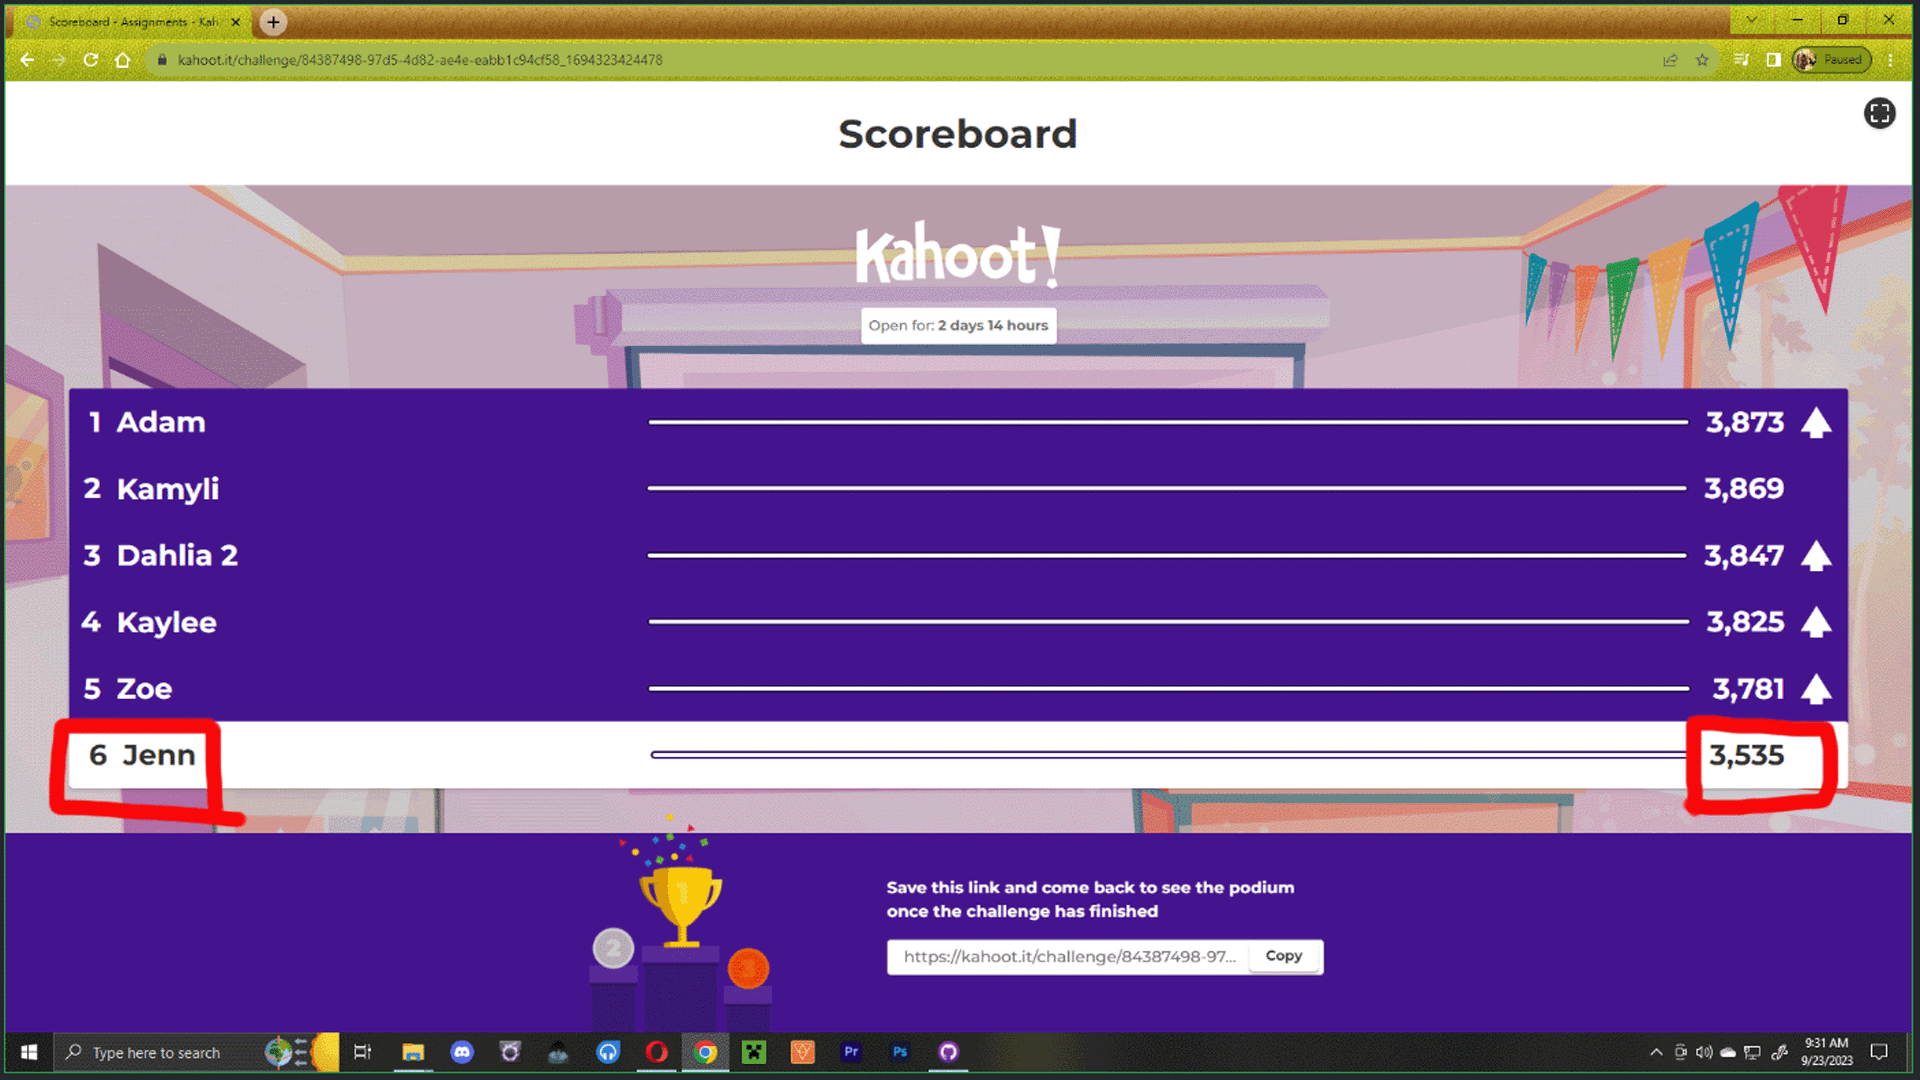 Scoreboard - Assignments - Kah
kahoot.it/challenge/84387498-97d5-4d82-ae4e-eabb1c94cf58_1694323424478
Paused
Scoreboard
Kahoot!
Open for: 2 days 14 hours
1 Adam 3,873
2 Kamyli 3,869
3 Dahlia 2 3,847
4 Kaylee 3,825
5 Zoe 3,781
6 Jenn 3,535
1
2
Save this link and come back to see the podium
once the challenge has finished
https://kahoot.it/challenge/84387498-97... Copy
Type here to search
Pr
Ps
9:31 AM
9/23/2023